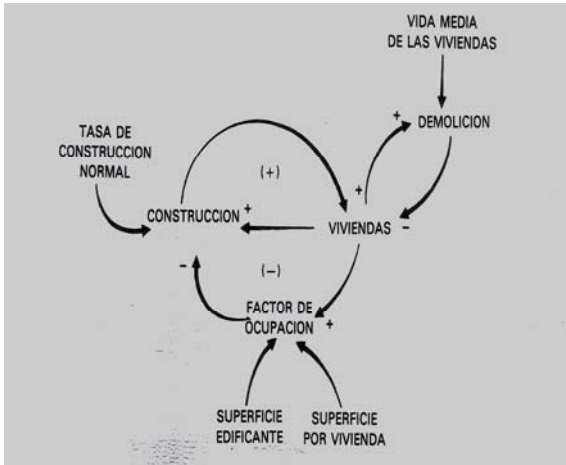 VIDA MEDIA
DE LAS VIVIENDAS
+
DEMOLICION
TASA DE
CONSTRUCCION
NORMAL
(+)
+
CONSTRUCCION +
VIVIENDAS -
-
(-)
FACTOR DE
OCUPACION +
SUPERFICIE
EDIFICANTE
SUPERFICIE
POR VIVIENDA